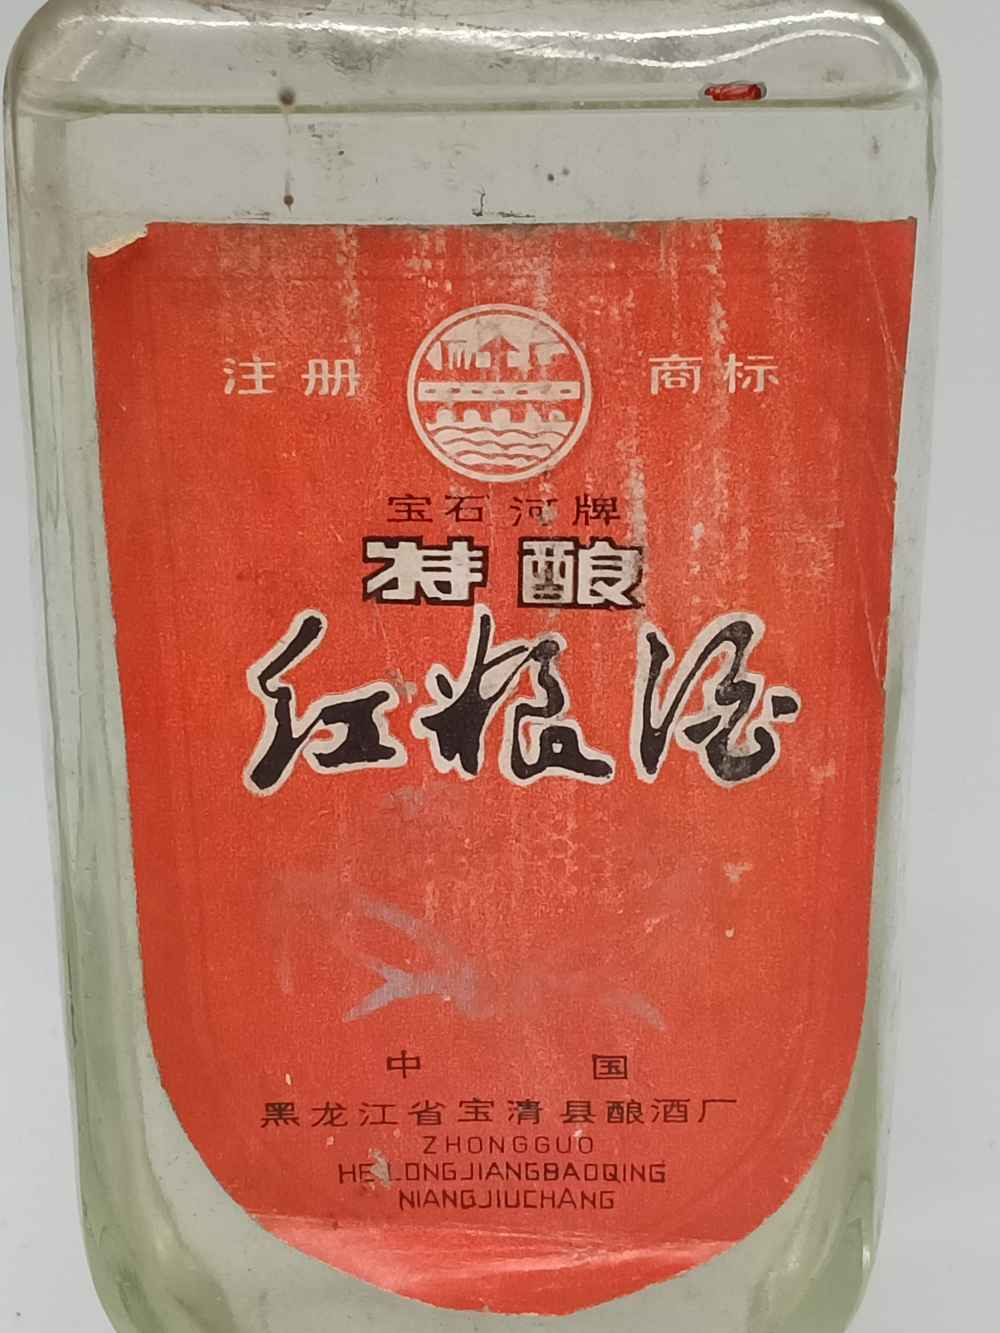 注册 商标
宝石河牌
特酿
红粮酒
中 国
黑龙江省宝清县酿酒厂
ZHONGGUO
HEILONGJIANGBAOQING
NIANGJIUCHANG